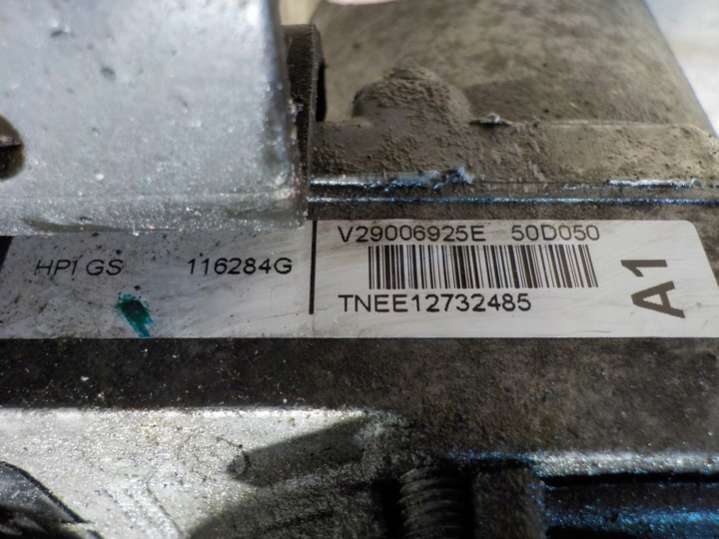 HPI GS 116284G
V29006925E 50D050
TNEE12732485
A1